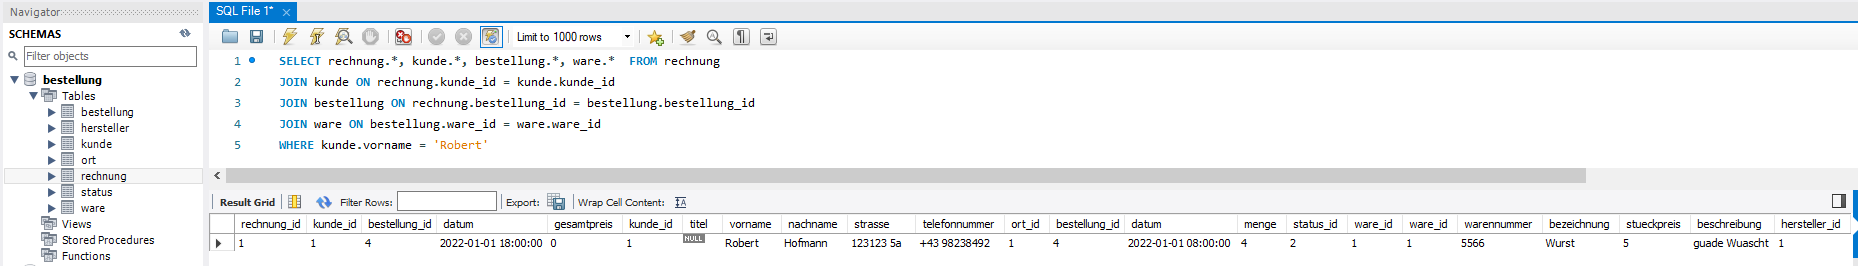 Navigator
SQL File 1*
SCHEMAS
Filter objects
bestellung
Tables
bestellung
hersteller
kunde
ort
rechnung
status
ware
Views
Stored Procedures
Functions
Limit to 1000 rows
1 SELECT rechnung.*, kunde.*, bestellung.*, ware.*  FROM rechnung
2 JOIN kunde ON rechnung.kunde_id = kunde.kunde_id
3 JOIN bestellung ON rechnung.bestellung_id = bestellung.bestellung_id
4 JOIN ware ON bestellung.ware_id = ware.ware_id
5 WHERE kunde.vorname = 'Robert'
Result Grid Filter Rows: Export: Wrap Cell Content:
rechnung_id kunde_id bestellung_id datum gesamtpreis kunde_id titel vorname nachname strasse telefonnummer ort_id bestellung_id datum menge status_id ware_id ware_id warennummer bezeichnung stueckpreis beschreibung hersteller_id
1 1 4 2022-01-01 18:00:00 0 1 NULL Robert Hofmann 123123 5a +43 98238492 1 4 2022-01-01 08:00:00 4 2 1 1 5566 Wurst 5 guade Wuascht 1